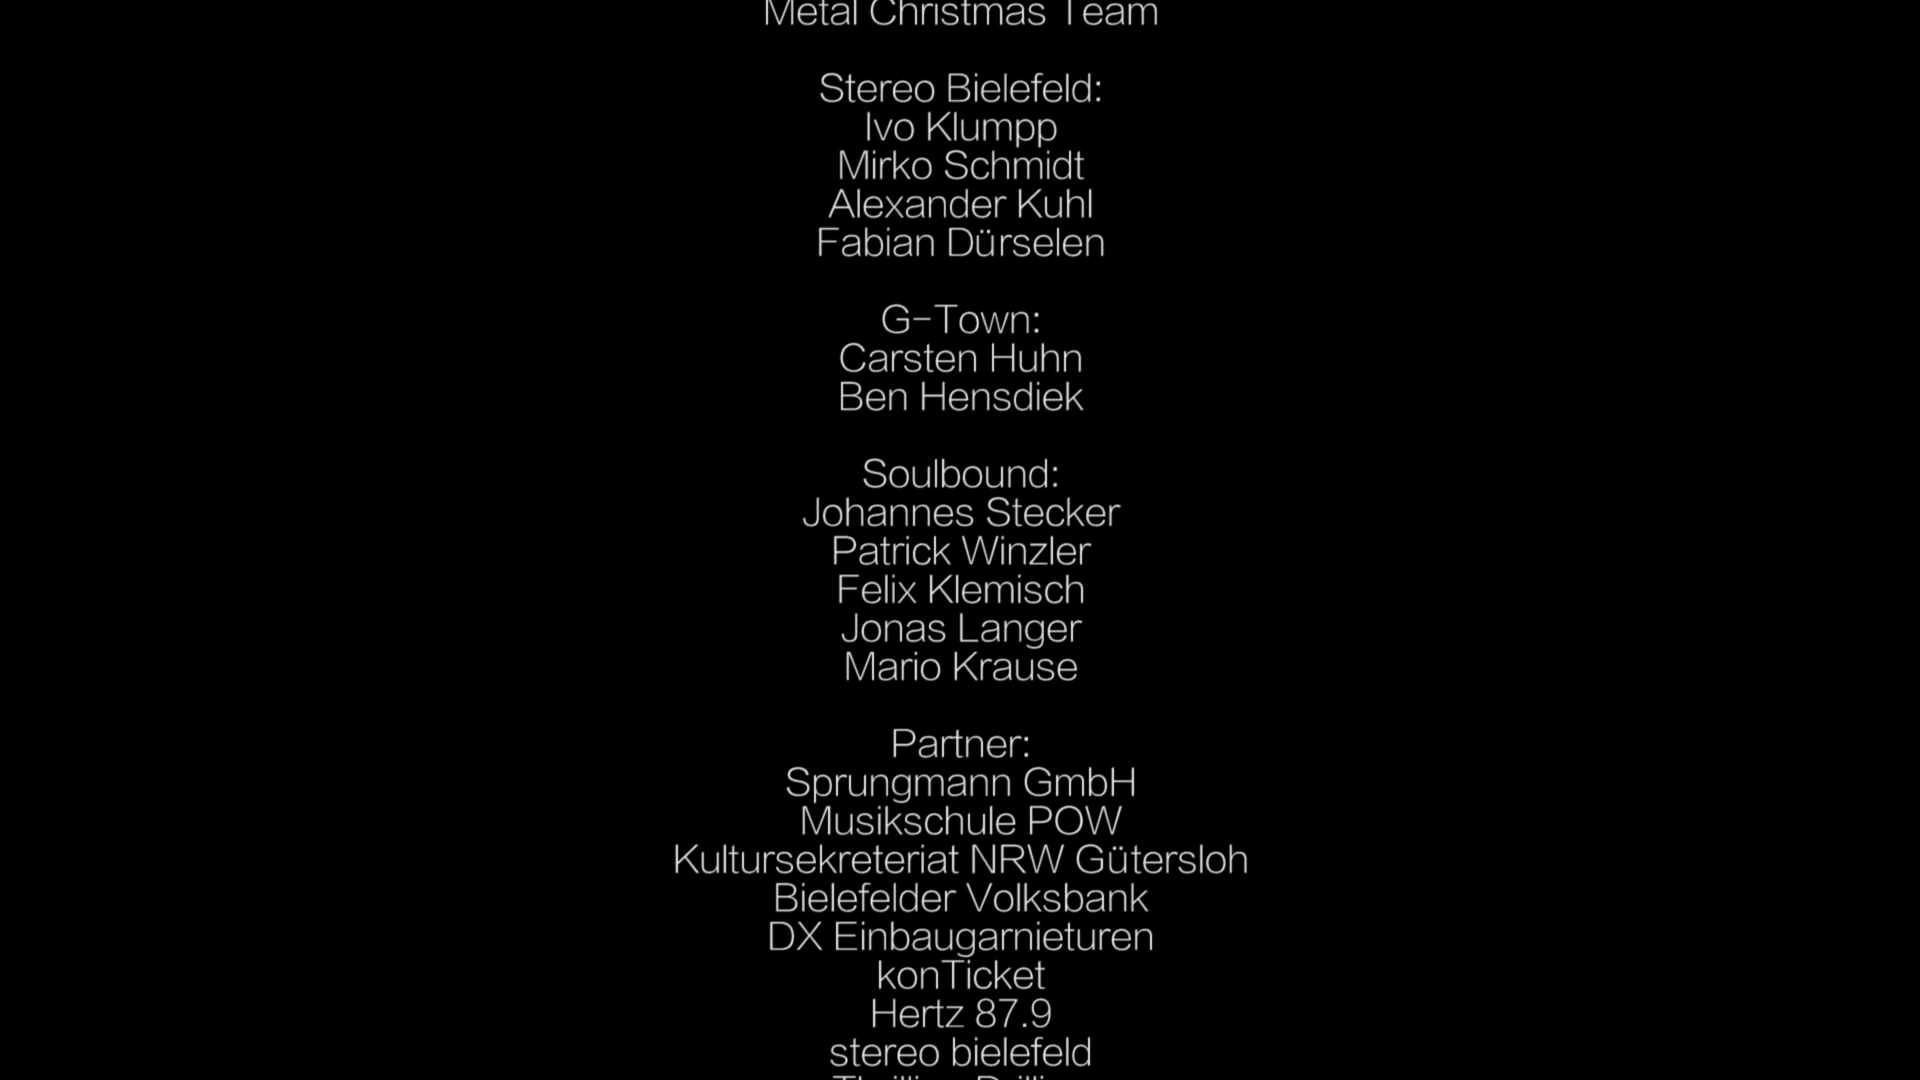 Metal Christmas Team
Stereo Bielefeld:
Ivo Klumpp
Mirko Schmidt
Alexander Kuhl
Fabian Dürselen
G-Town:
Carsten Huhn
Ben Hensdiek
Soulbound:
Johannes Stecker
Patrick Winzler
Felix Klemisch
Jonas Langer
Mario Krause
Partner:
Sprungmann GmbH
Musikschule POW
Kultursekreteriat NRW Gütersloh
Bielefelder Volksbank
DX Einbaugarnieturen
konTicket
Hertz 87.9
stereo bielefeld